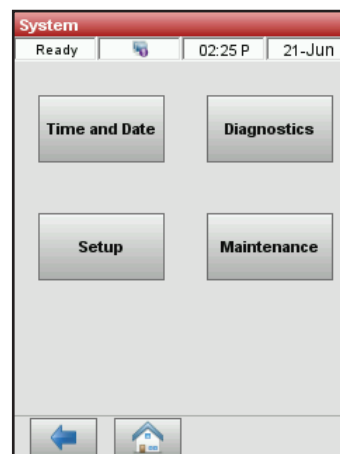 System
Ready 02:25 P 21-Jun
Time and Date Diagnostics
Setup Maintenance